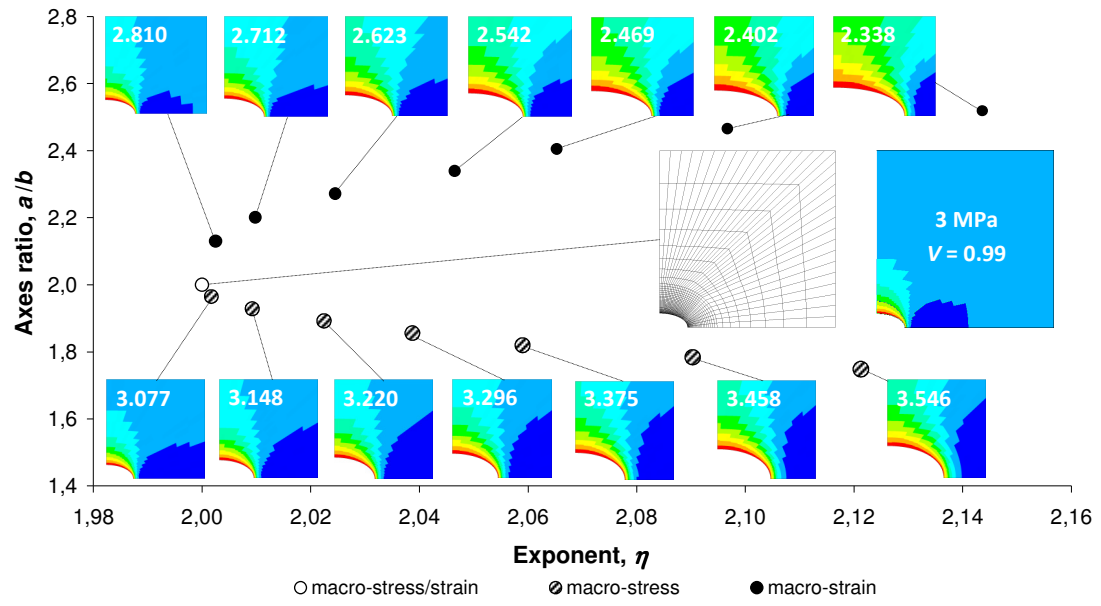 2,8
2.810 2.712 2.623 2.542 2.469 2.402 2.338
2,6
2,4
2,2
3 MPa
V = 0.99
Axes ratio, a/b
2,0
1,8
3.077 3.148 3.220 3.296 3.375 3.458 3.546
1,6
1,4
1,98 2,00 2,02 2,04 2,06 2,08 2,10 2,12 2,14 2,16
Exponent, η
macro-stress/strain macro-stress macro-strain